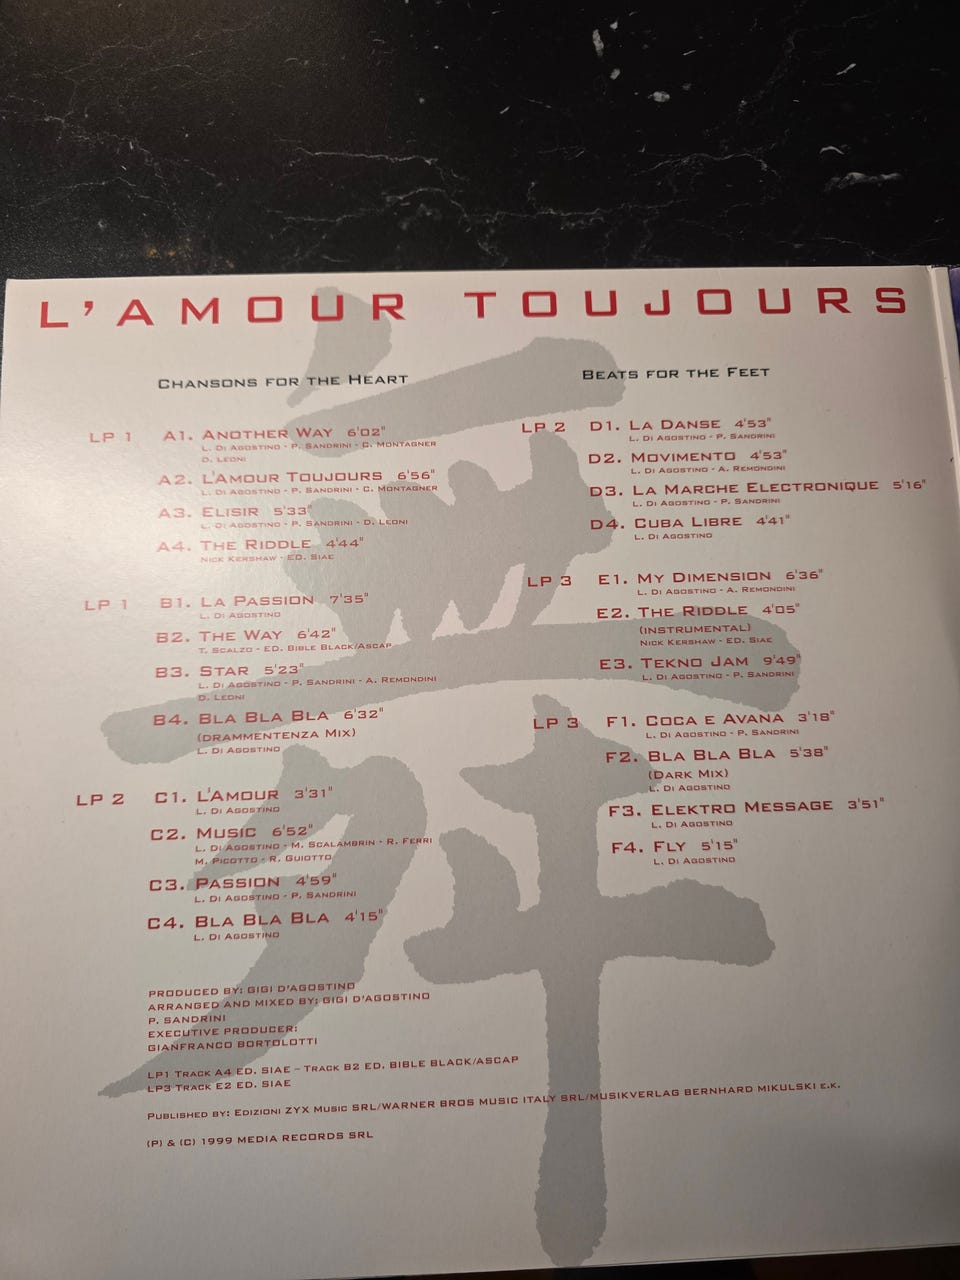 L'AMOUR TOUJOURS
CHANSONS FOR THE HEART
LP 1 A1. ANOTHER WAY 6'02"
L. DI AGOSTINO - P. SANDRINI - C. MONTAGNER
D. LEONI
A2. L'AMOUR TOUJOURS 6'56"
L. DI AGOSTINO - P. SANDRINI - C. MONTAGNER
A3. ELISIR 5'33"
L. DI AGOSTINO - P. SANDRINI - D. LEONI
A4. THE RIDDLE 4'44"
NICK KERSHAW - ED. SIAE
LP 1 B1. LA PASSION 7'35"
L. DI AGOSTINO
B2. THE WAY 6'42"
T. SCALZO - ED. BIBLE BLACK/ASCAP
B3. STAR 5'23"
L. DI AGOSTINO - P. SANDRINI - A. REMONDINI
D. LEONI
B4. BLA BLA BLA 6'32"
(DRAMMENTENZA MIX)
L. DI AGOSTINO
LP 2 C1. L'AMOUR 3'31"
L. DI AGOSTINO
C2. MUSIC 6'52"
L. DI AGOSTINO - M. SCALAMBRIN - R. FERRI
M. PICOTTO - R. GUIOTTO
C3. PASSION 4'59"
L. DI AGOSTINO - P. SANDRINI
C4. BLA BLA BLA 4'15"
L. DI AGOSTINO
BEATS FOR THE FEET
LP 2 D1. LA DANSE 4'53"
L. DI AGOSTINO - P. SANDRINI
D2. MOVIMENTO 4'53"
L. DI AGOSTINO - A. REMONDINI
D3. LA MARCHE ELECTRONIQUE 5'16"
L. DI AGOSTINO - P. SANDRINI
D4. CUBA LIBRE 4'41"
L. DI AGOSTINO
LP 3 E1. MY DIMENSION 6'36"
L. DI AGOSTINO - A. REMONDINI
E2. THE RIDDLE 4'05"
(INSTRUMENTAL)
NICK KERSHAW - ED. SIAE
E3. TEKNO JAM 9'49"
L. DI AGOSTINO - P. SANDRINI
LP 3 F1. COCA E AVANA 3'18"
L. DI AGOSTINO - P. SANDRINI
F2. BLA BLA BLA 5'38"
(DARK MIX)
L. DI AGOSTINO
F3. ELEKTRO MESSAGE 3'51"
L. DI AGOSTINO
F4. FLY 5'15"
L. DI AGOSTINO
PRODUCED BY: GIGI D'AGOSTINO
ARRANGED AND MIXED BY: GIGI D'AGOSTINO
P. SANDRINI
EXECUTIVE PRODUCER:
GIANFRANCO BORTOLOTTI
LP1 TRACK A4 ED. SIAE - TRACK B2 ED. BIBLE BLACK/ASCAP
LP3 TRACK E2 ED. SIAE
PUBLISHED BY: EDIZIONI ZYX MUSIC SRL/WARNER BROS MUSIC ITALY SRL/MUSIKVERLAG BERNHARD MIKULSKI E.K.
(P) & (C) 1999 MEDIA RECORDS SRL